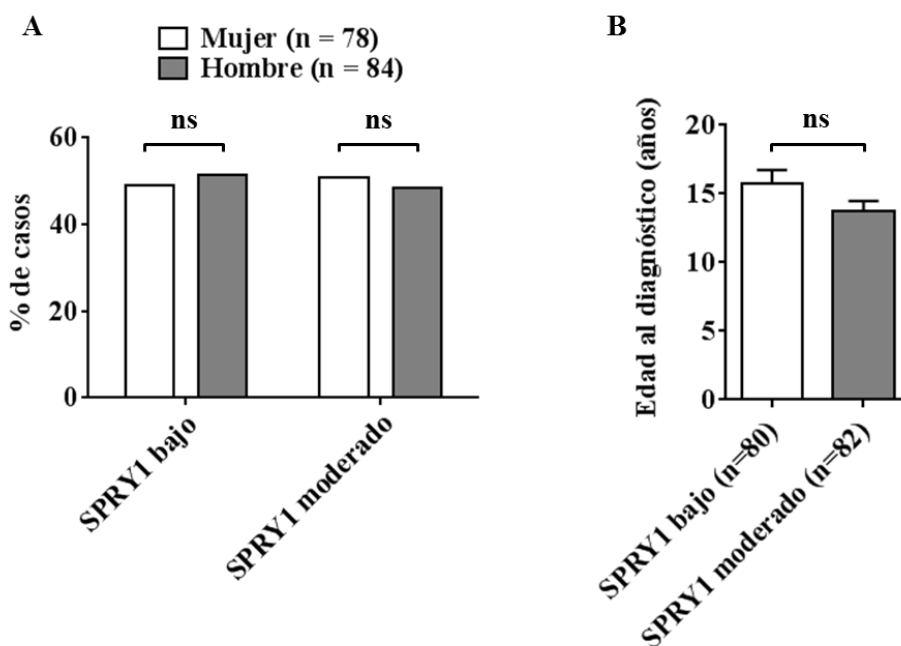 A
Mujer (n = 78)
Hombre (n = 84)
ns
ns
60
40
20
0
% de casos
SPRY1 bajo
SPRY1 moderado
B
ns
20
15
10
5
0
Edad al diagnóstico (años)
SPRY1 bajo (n=80)
SPRY1 moderado (n=82)